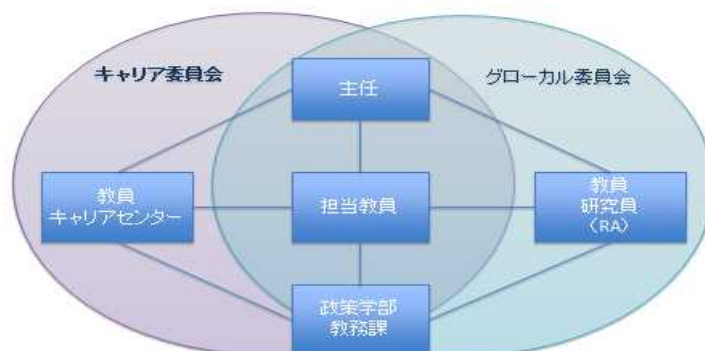 キャリア委員会
グローカル委員会
主任
教員
キャリアセンター
担当教員
教員
研究員
（RA）
政策学部
教務課